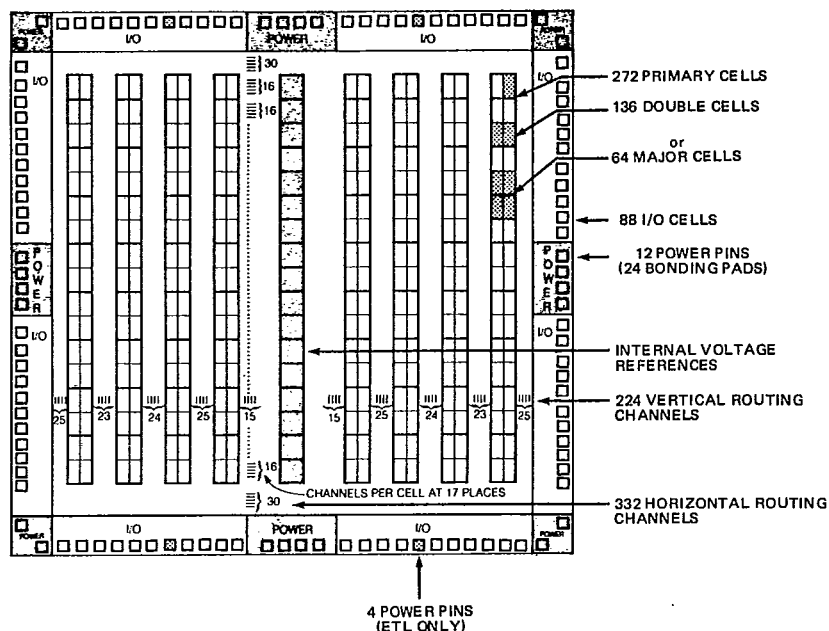 POWER
I/O
POWER
I/O
POWER
I/O
30
16
16
I/O
272 PRIMARY CELLS
136 DOUBLE CELLS
or
64 MAJOR CELLS
88 I/O CELLS
12 POWER PINS
(24 BONDING PADS)
POWER
POWER
I/O
I/O
INTERNAL VOLTAGE
REFERENCES
224 VERTICAL ROUTING
CHANNELS
25
23
24
25
15
15
25
24
23
25
16
CHANNELS PER CELL AT 17 PLACES
30
332 HORIZONTAL ROUTING
CHANNELS
POWER
I/O
POWER
I/O
POWER
4 POWER PINS
(ETL ONLY)